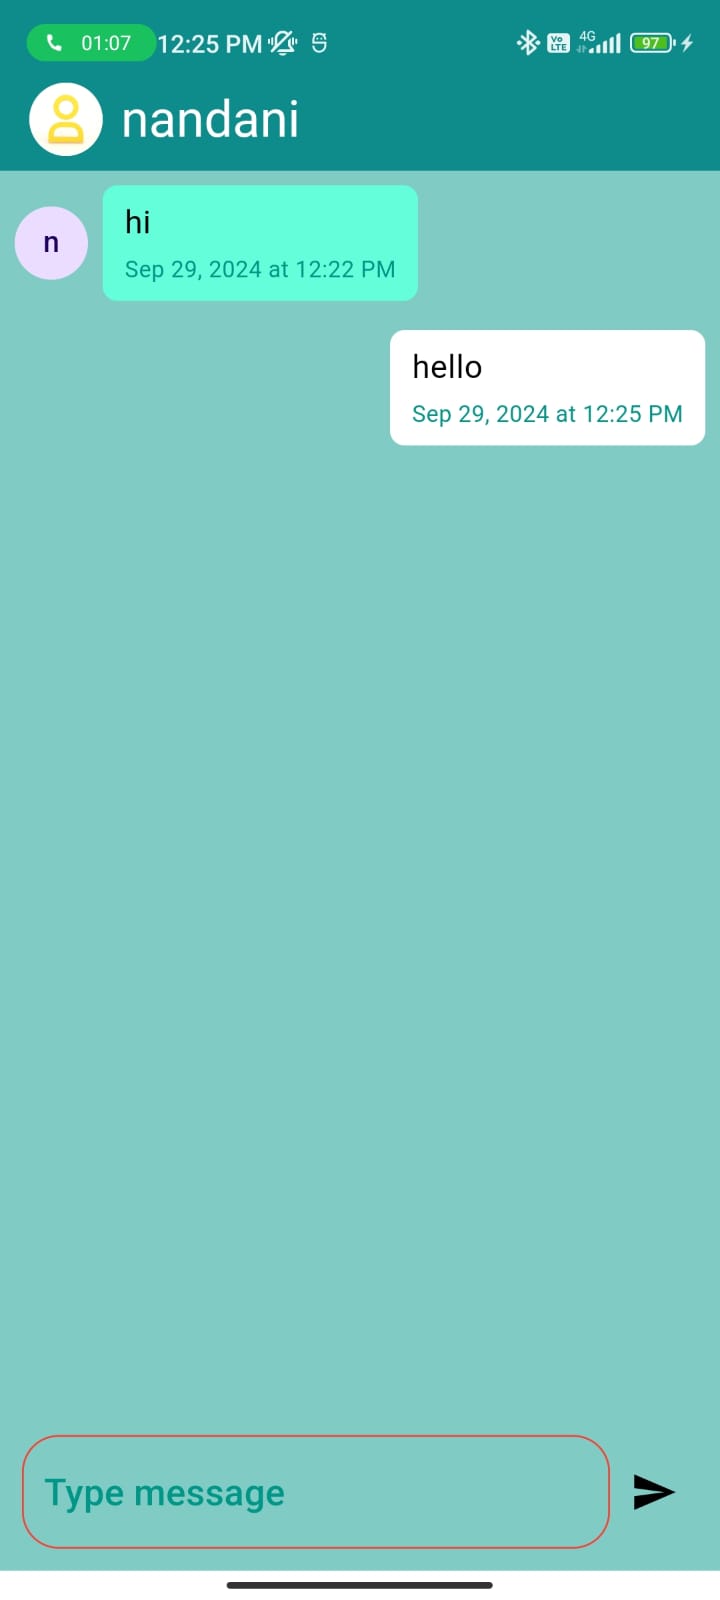 01:07 12:25 PM Vo LTE 4G 97
nandani
n
hi
Sep 29, 2024 at 12:22 PM
hello
Sep 29, 2024 at 12:25 PM
Type message